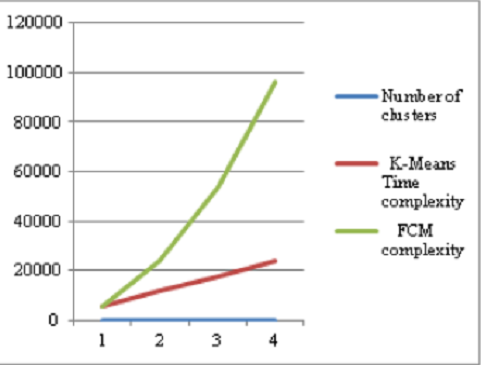 120000
100000
80000
60000
40000
20000
0
1 2 3 4
Number of
clusters
K-Means
Time
complexity
FCM
complexity